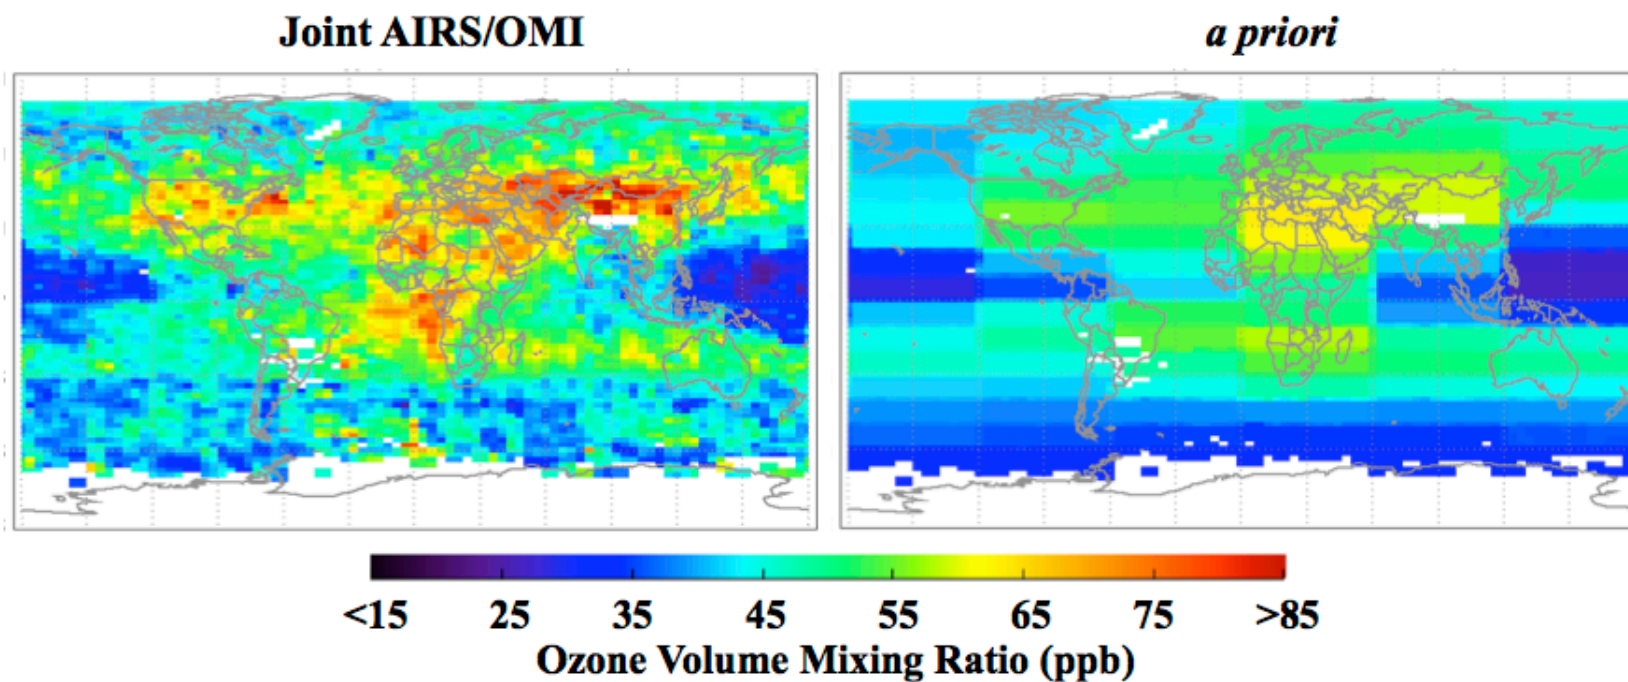 Joint AIRS/OMI
a priori
<15 25 35 45 55 65 75 >85
Ozone Volume Mixing Ratio (ppb)